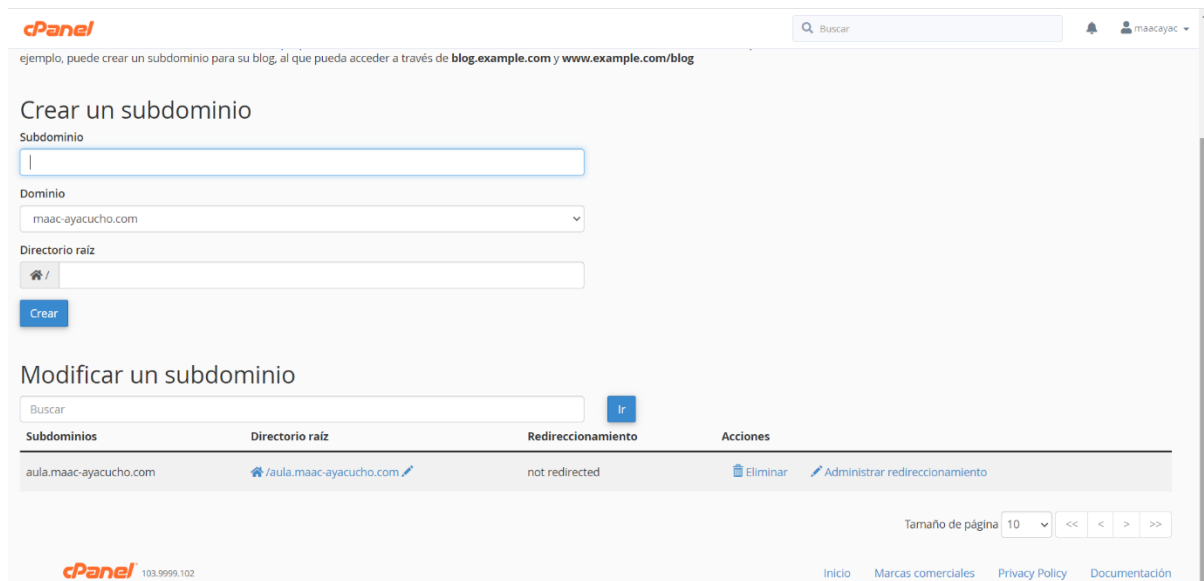 cPanel
Buscar
maacayac
ejemplo, puede crear un subdominio para su blog, al que pueda acceder a través de blog.example.com y www.example.com/blog
Crear un subdominio
Subdominio
Dominio
maac-ayacucho.com
Directorio raíz
/
Crear
Modificar un subdominio
Buscar
Ir
Subdominios Directorio raíz Redireccionamiento Acciones
aula.maac-ayacucho.com /aula.maac-ayacucho.com not redirected Eliminar Administrar redireccionamiento
Tamaño de página 10 << < > >>
cPanel 103.9999.102 Inicio Marcas comerciales Privacy Policy Documentación